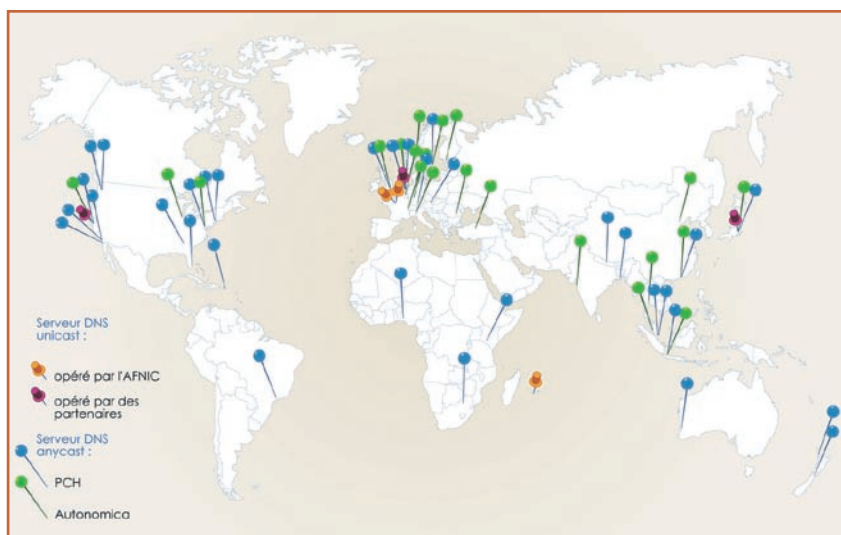 Serveur DNS
unicast :
opéré par l'AFNIC
opéré par des
partenaires
Serveur DNS
anycast :
PCH
Autonomica